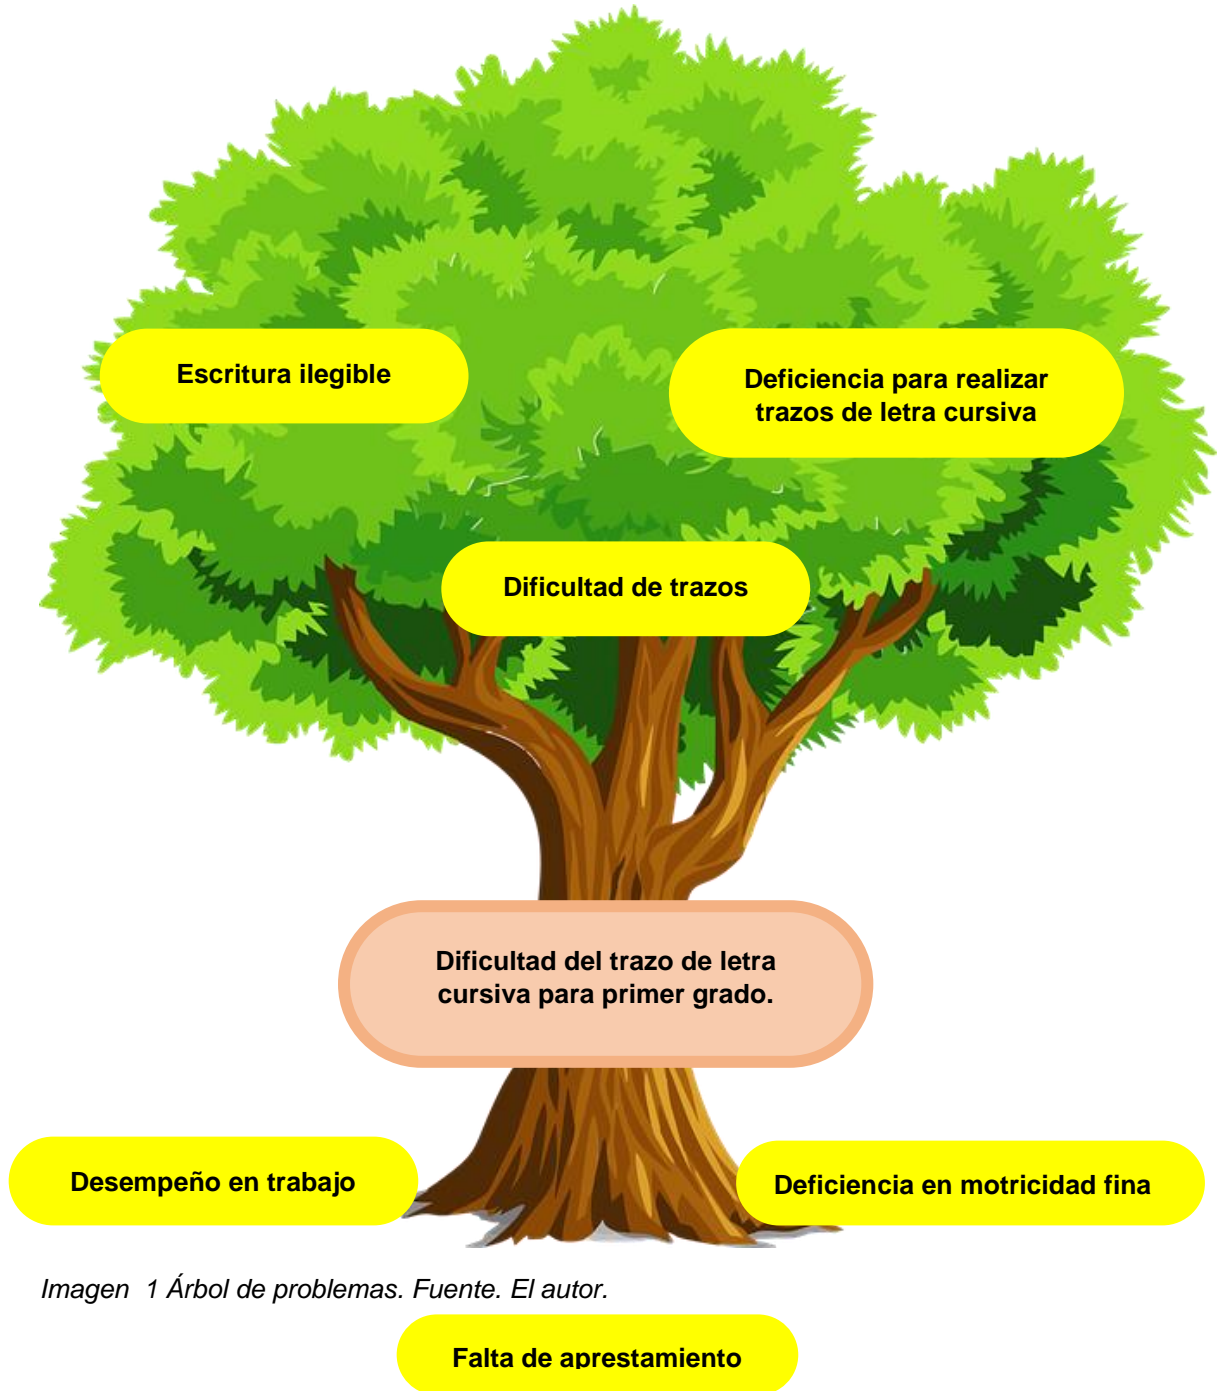 Escritura ilegible
Deficiencia para realizar
trazos de letra cursiva
Dificultad de trazos
Dificultad del trazo de letra
cursiva para primer grado.
Desempeño en trabajo
Deficiencia en motricidad fina
Imagen  1 Árbol de problemas. Fuente. El autor.
Falta de aprestamiento